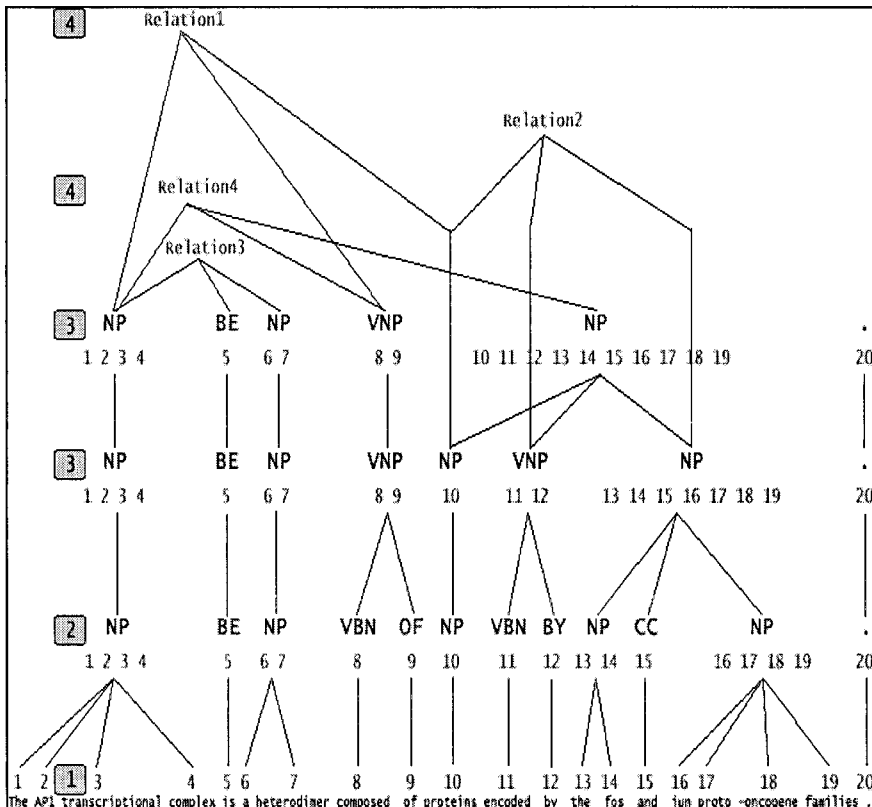 4 Relation1
Relation2
4 Relation4
Relation3
3 NP BE NP VNP NP .
1 2 3 4 5 6 7 8 9 10 11 12 13 14 15 16 17 18 19 20
3 NP BE NP VNP NP VNP NP .
1 2 3 4 5 6 7 8 9 10 11 12 13 14 15 16 17 18 19 20
2 NP BE NP VBN OF NP VBN BY NP CC NP .
1 2 3 4 5 6 7 8 9 10 11 12 13 14 15 16 17 18 19 20
1 2 1 3 4 5 6 7 8 9 10 11 12 13 14 15 16 17 18 19 20
The AP1 transcriptional complex is a heterodimer composed of proteins encoded by the fos and jun proto -oncogene families .